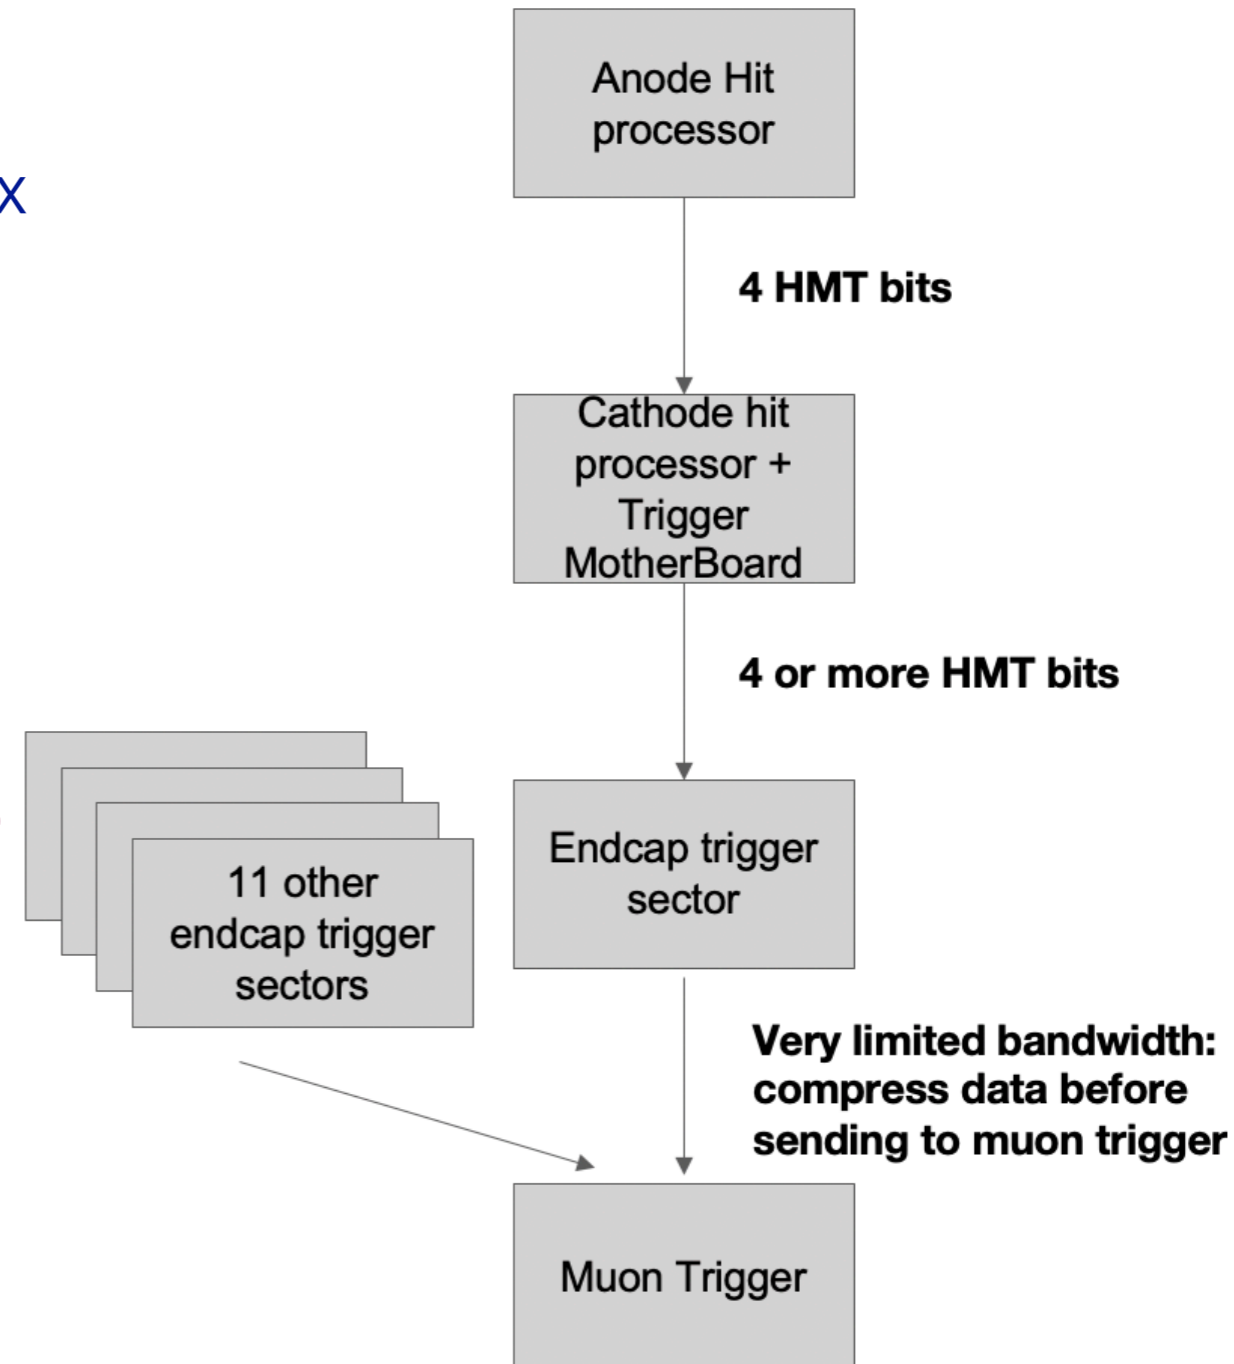 Anode Hit
processor
X
4 HMT bits
Cathode hit
processor +
Trigger
MotherBoard
4 or more HMT bits
Endcap trigger
sector
11 other
endcap trigger
sectors
Very limited bandwidth:
compress data before
sending to muon trigger
Muon Trigger